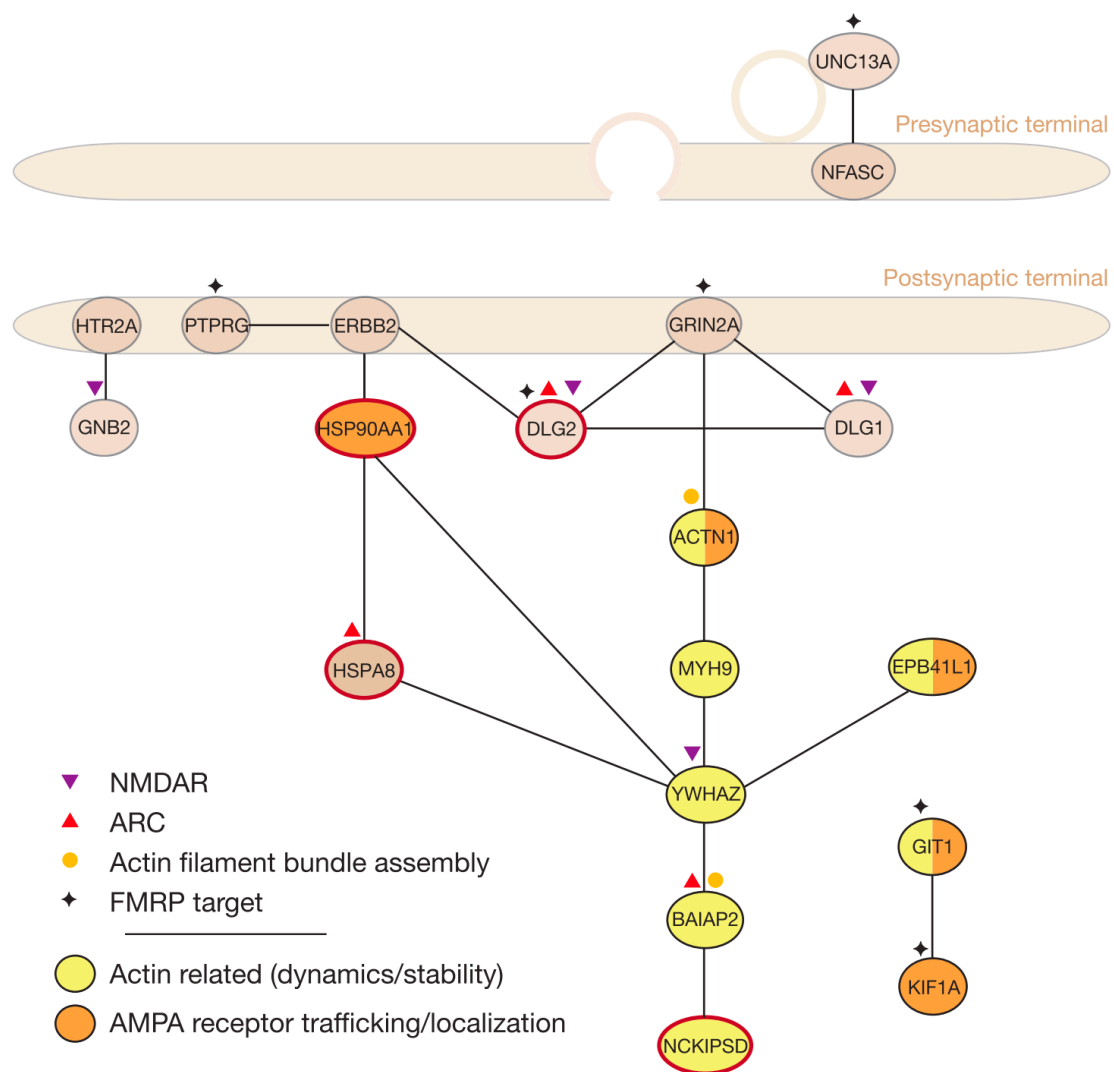 UNC13A
Presynaptic terminal
NFASC
Postsynaptic terminal
HTR2A
PTPRG
ERBB2
GRIN2A
GNB2
HSP90AA1
DLG2
DLG1
ACTN1
HSPA8
MYH9
EPB41L1
NMDAR
YWHAZ
ARC
GIT1
Actin filament bundle assembly
FMRP target
BAIAP2
Actin related (dynamics/stability)
KIF1A
AMPA receptor trafficking/localization
NCKIPSD